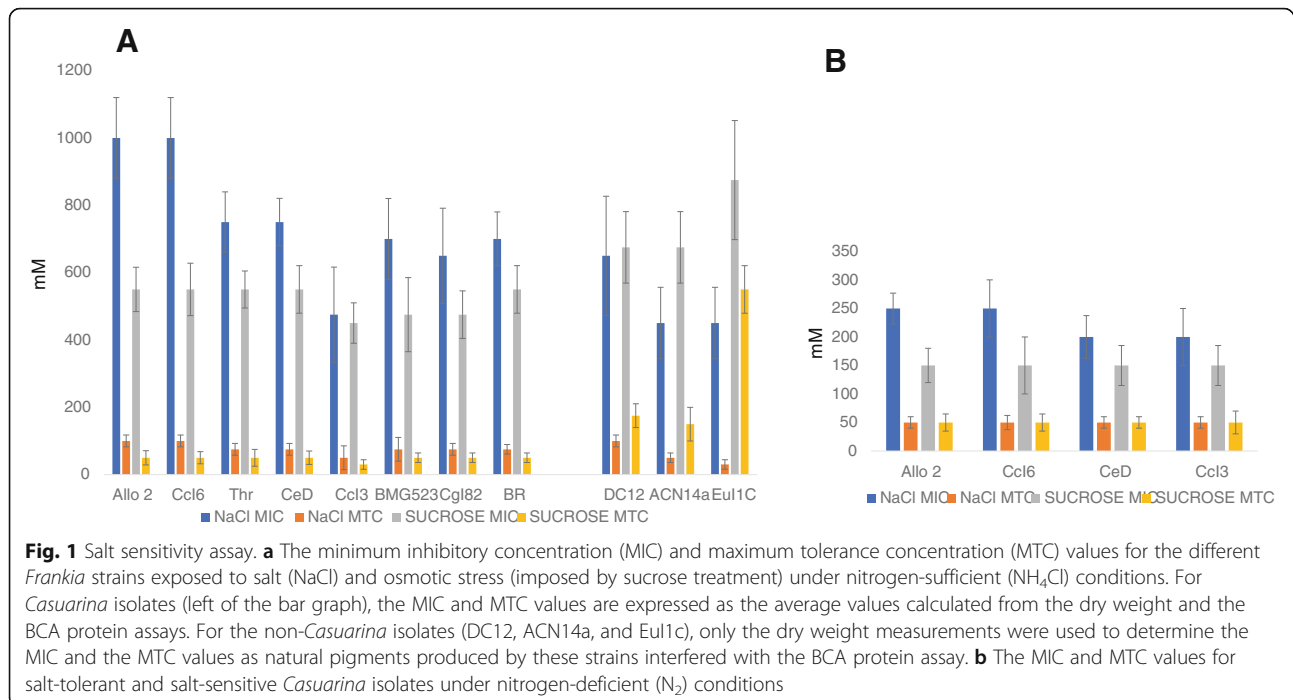 A
1200
1000
800
600
400
200
0
mM
Allo 2 CcI6 Thr CeD CcI3 BMG523 CgI82 BR DC12 ACN14a EuI1C
NaCl MIC NaCl MTC SUCROSE MIC SUCROSE MTC
B
350
300
250
200
150
100
50
0
mM
Allo 2 CcI6 CeD CcI3
NaCl MIC NaCl MTC SUCROSE MIC SUCROSE MTC
Fig. 1 Salt sensitivity assay. a The minimum inhibitory concentration (MIC) and maximum tolerance concentration (MTC) values for the different
Frankia strains exposed to salt (NaCl) and osmotic stress (imposed by sucrose treatment) under nitrogen-sufficient (NH₄Cl) conditions. For
Casuarina isolates (left of the bar graph), the MIC and MTC values are expressed as the average values calculated from the dry weight and the
BCA protein assays. For the non-Casuarina isolates (DC12, ACN14a, and EuI1c), only the dry weight measurements were used to determine the
MIC and the MTC values as natural pigments produced by these strains interfered with the BCA protein assay. b The MIC and MTC values for
salt-tolerant and salt-sensitive Casuarina isolates under nitrogen-deficient (N₂) conditions